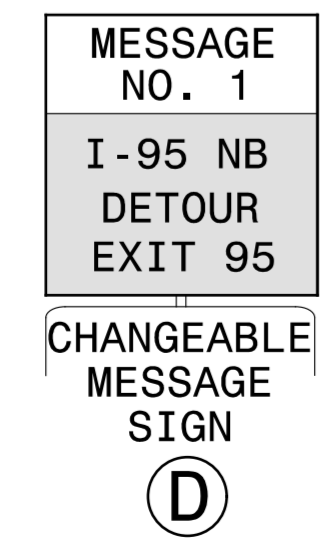 MESSAGE
NO. 1
I-95 NB
DETOUR
EXIT 95
CHANGEABLE
MESSAGE
SIGN
D